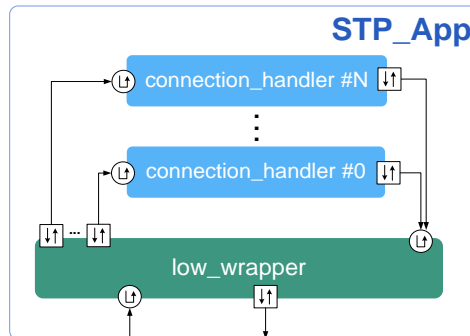 STP_App
connection_handler #N
connection_handler #0
...
low_wrapper